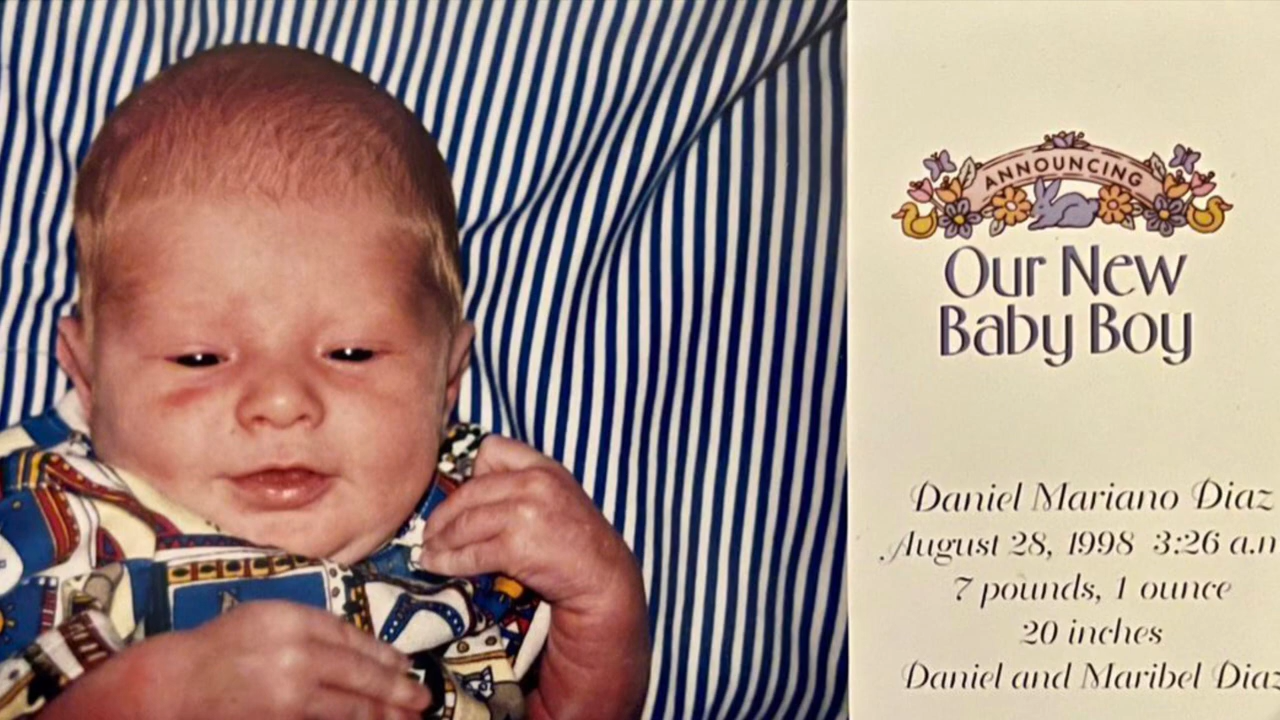 ANNOUNCING
Our New
Baby Boy
Daniel Mariano Diaz
August 28, 1998 3:26 a.n
7 pounds, 1 ounce
20 inches
Daniel and Maribel Diaz